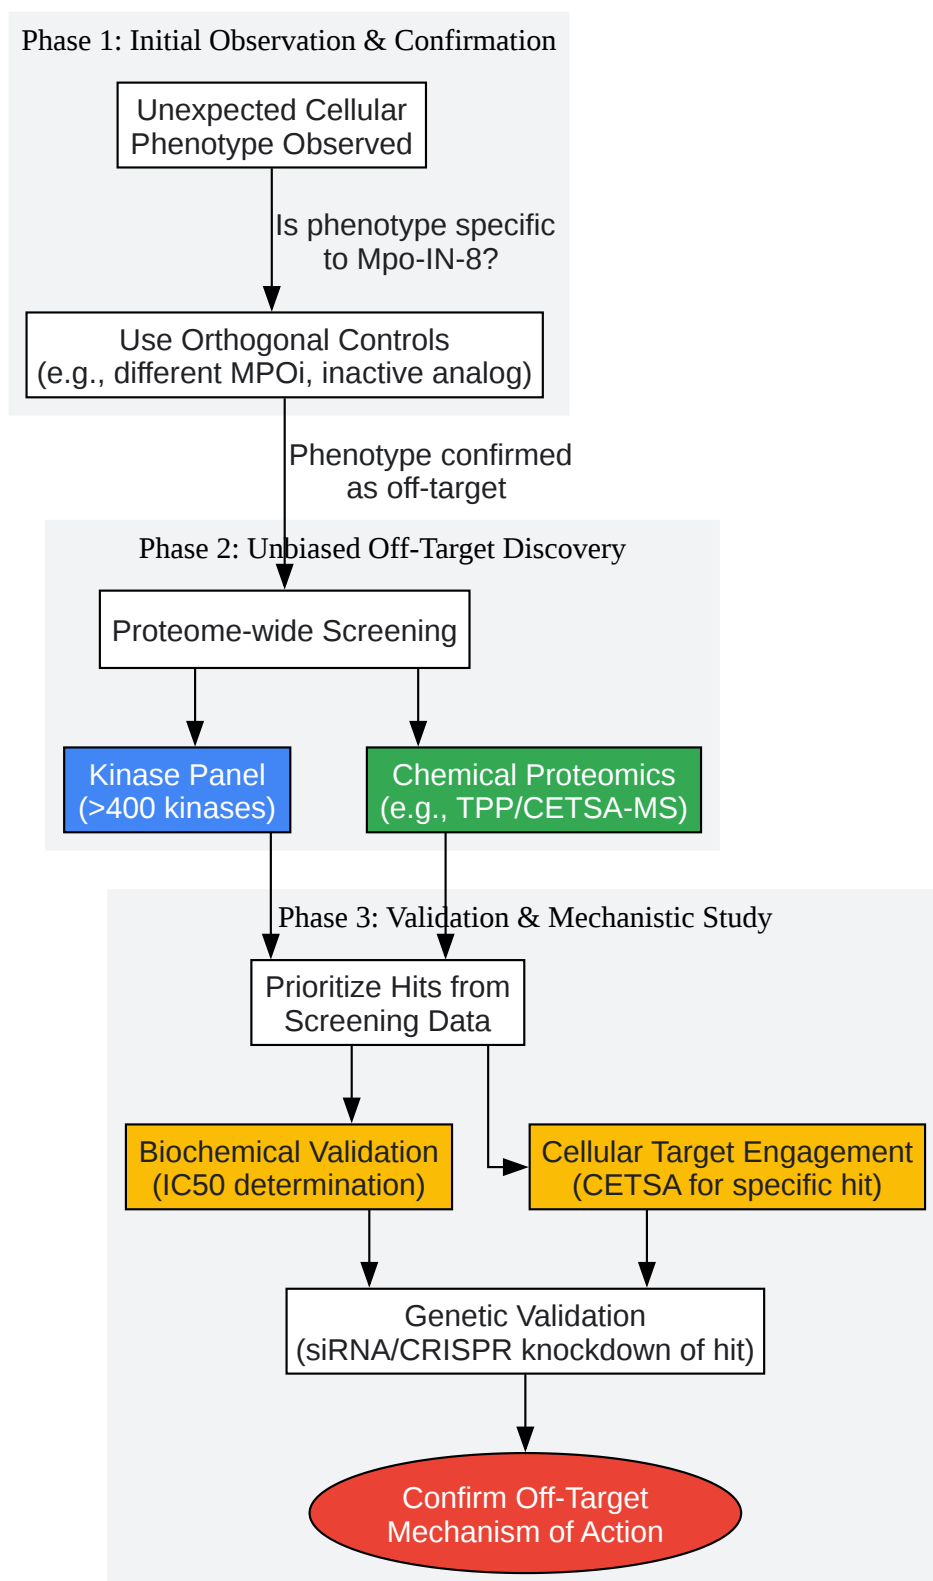 Phase 1: Initial Observation & Confirmation
Unexpected Cellular
Phenotype Observed
Is phenotype specific
to Mpo-IN-8?
Use Orthogonal Controls
(e.g., different MPOi, inactive analog)
Phenotype confirmed
as off-target
Phase 2: Unbiased Off-Target Discovery
Proteome-wide Screening
Kinase Panel
(>400 kinases)
Chemical Proteomics
(e.g., TPP/CETSA-MS)
Phase 3: Validation & Mechanistic Study
Prioritize Hits from
Screening Data
Biochemical Validation
(IC50 determination)
Cellular Target Engagement
(CETSA for specific hit)
Genetic Validation
(siRNA/CRISPR knockdown of hit)
Confirm Off-Target
Mechanism of Action